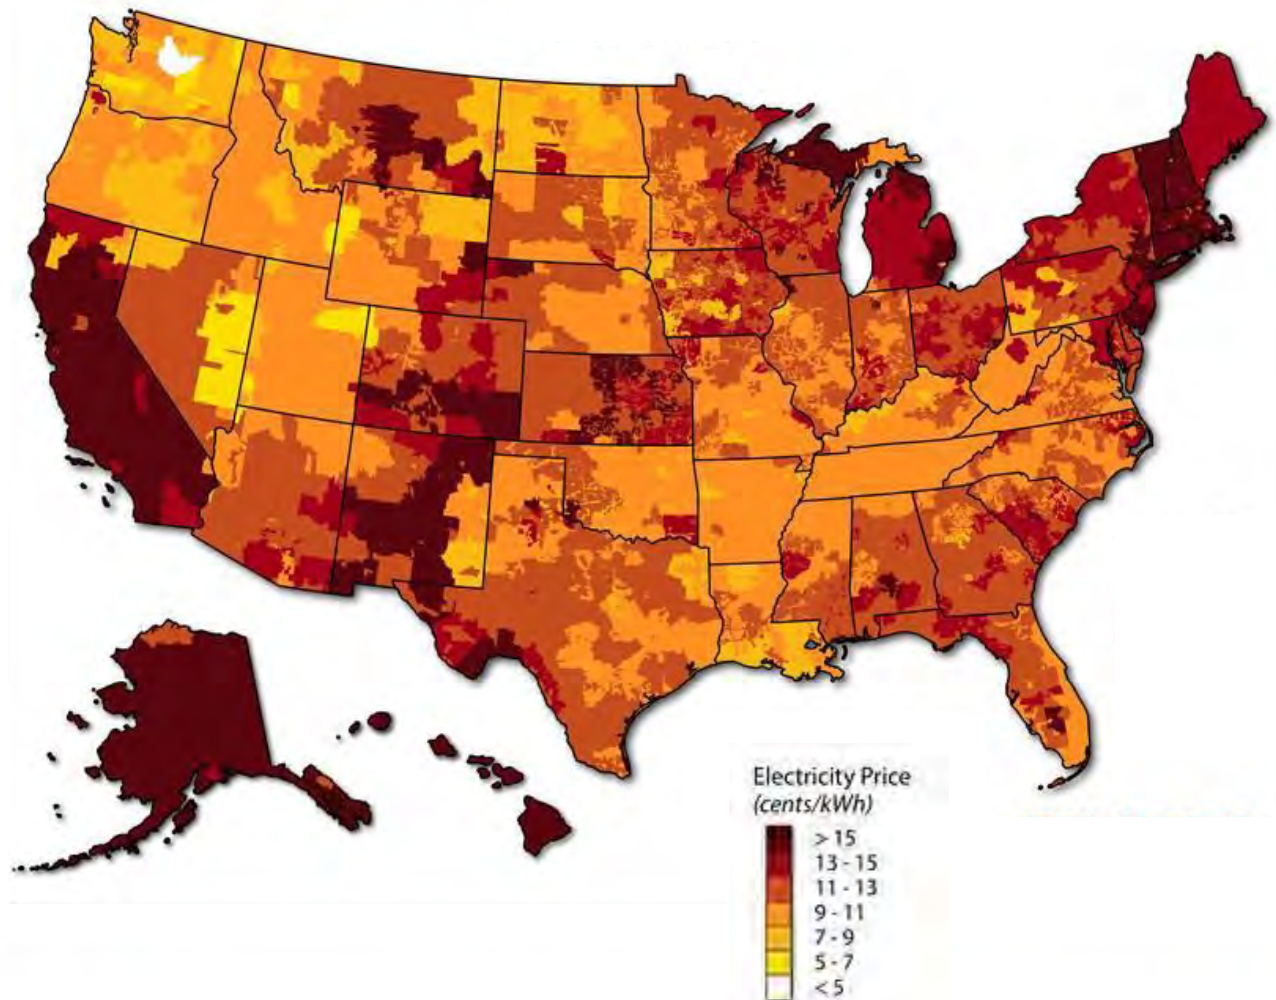 Electricity Price
(cents/kWh)
> 15
13 - 15
11 - 13
9 - 11
7 - 9
5 - 7
< 5